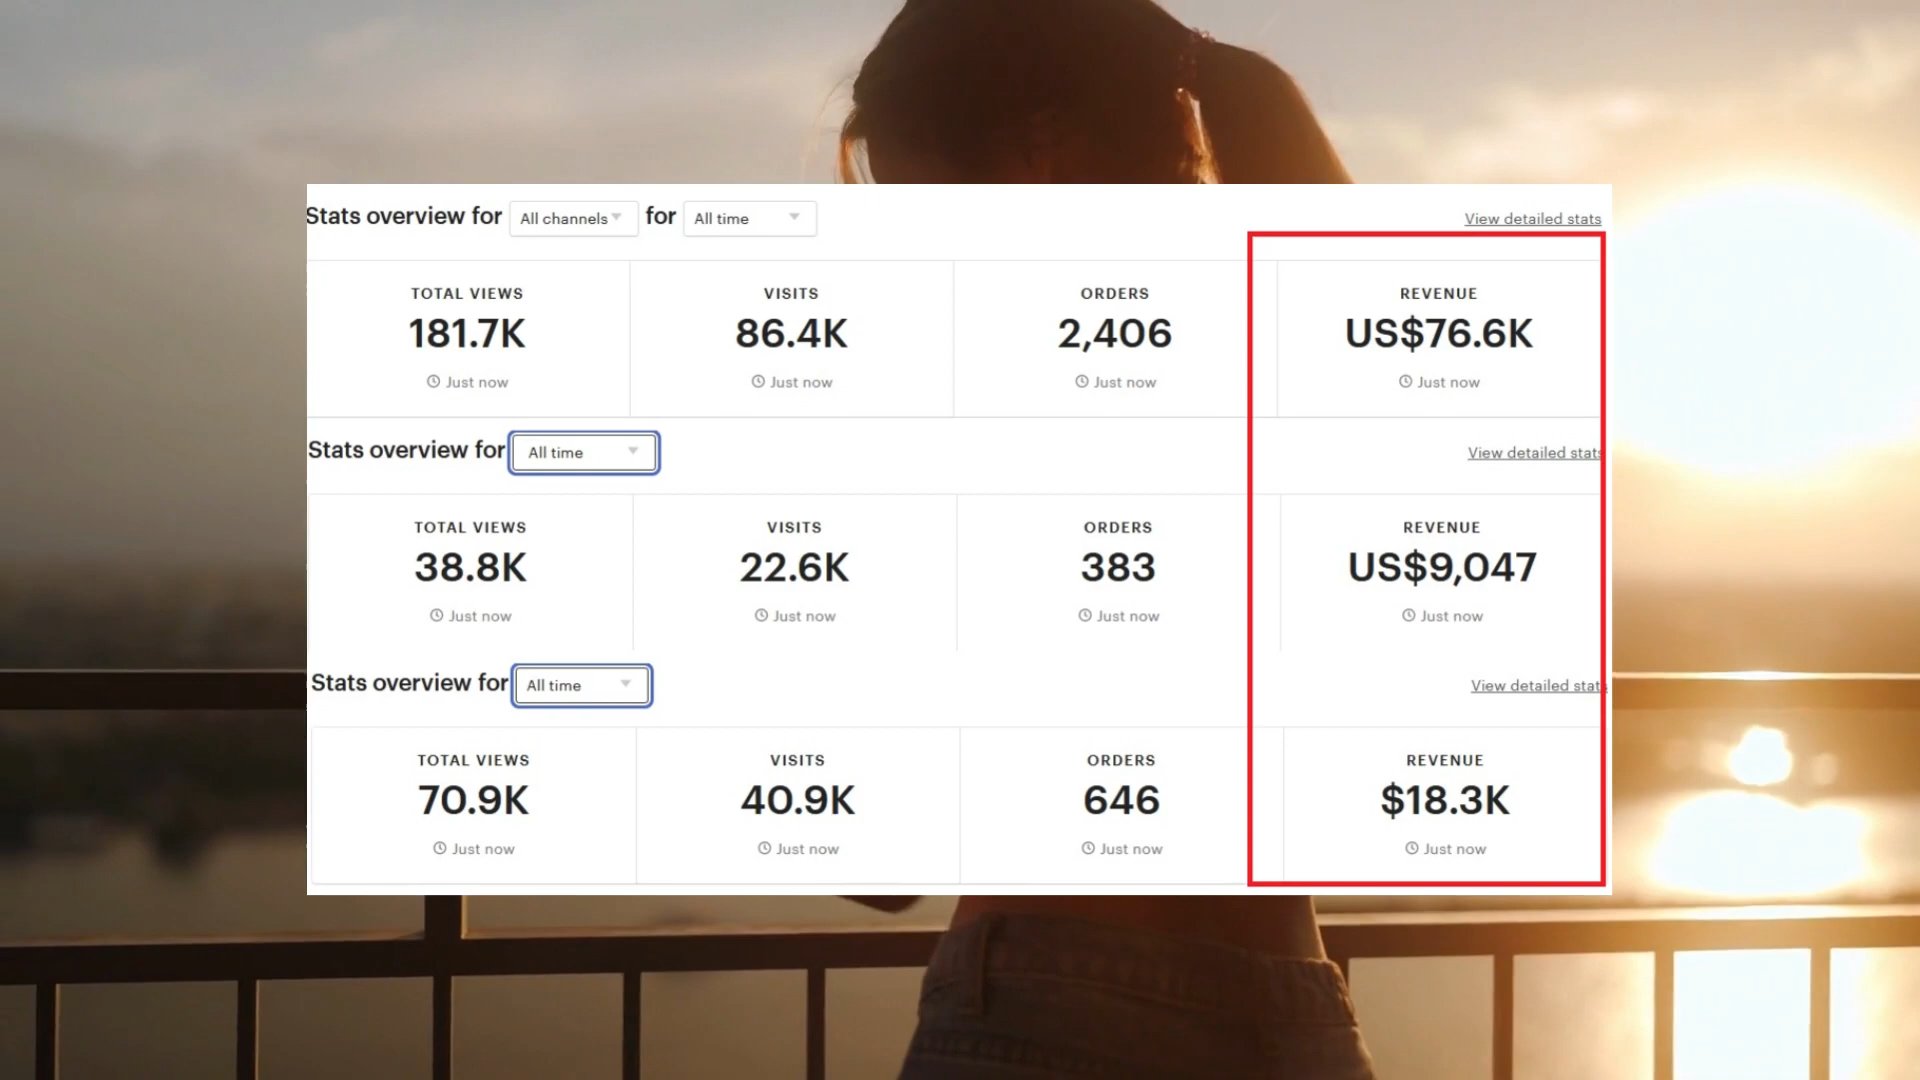 Stats overview for All channels for All time View detailed stats
TOTAL VIEWS VISITS ORDERS REVENUE
181.7K 86.4K 2,406 US$76.6K
Just now Just now Just now Just now
Stats overview for All time View detailed stats
TOTAL VIEWS VISITS ORDERS REVENUE
38.8K 22.6K 383 US$9,047
Just now Just now Just now Just now
Stats overview for All time View detailed stats
TOTAL VIEWS VISITS ORDERS REVENUE
70.9K 40.9K 646 $18.3K
Just now Just now Just now Just now